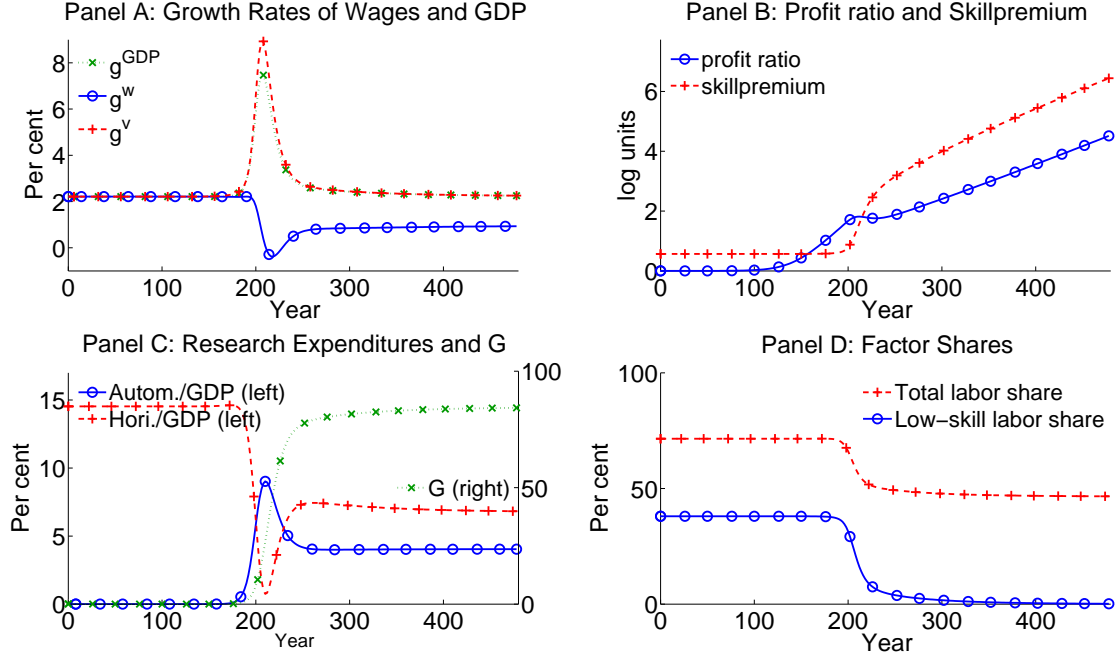 Panel A: Growth Rates of Wages and GDP
8
6
4
2
0
Per cent
g^GDP
g^w
g^v
0 100 200 300 400
Year
Panel B: Profit ratio and Skillpremium
6
4
2
0
log units
profit ratio
skillpremium
0 100 200 300 400
Year
Panel C: Research Expenditures and G
15
10
5
0
Per cent
Autom./GDP (left)
Hori./GDP (left)
G (right)
100
50
0
0 100 200 300 400
Year
Panel D: Factor Shares
100
50
0
Per cent
Total labor share
Low−skill labor share
0 100 200 300 400
Year